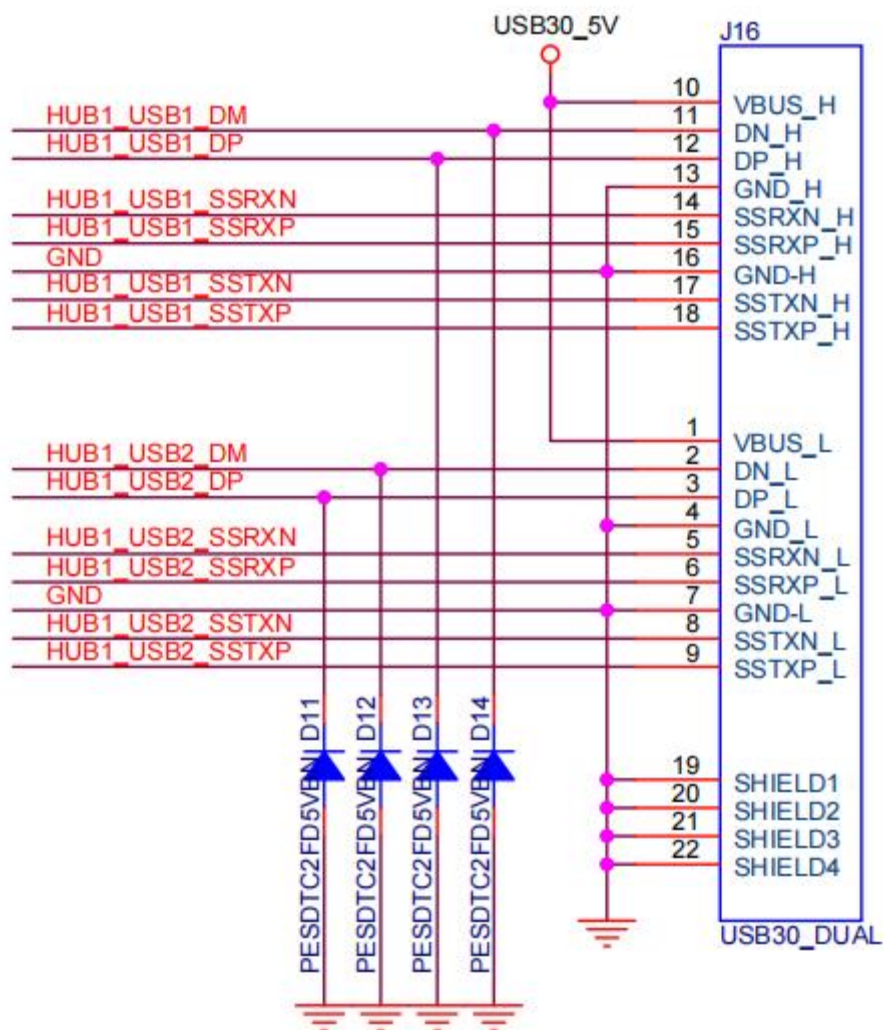 USB30_5V
J16
HUB1_USB1_DM
HUB1_USB1_DP
HUB1_USB1_SSRXN
HUB1_USB1_SSRXP
GND
HUB1_USB1_SSTXN
HUB1_USB1_SSTXP
10 VBUS_H
11 DN_H
12 DP_H
13 GND_H
14 SSRXN_H
15 SSRXP_H
16 GND-H
17 SSTXN_H
18 SSTXP_H
HUB1_USB2_DM
HUB1_USB2_DP
HUB1_USB2_SSRXN
HUB1_USB2_SSRXP
GND
HUB1_USB2_SSTXN
HUB1_USB2_SSTXP
1 VBUS_L
2 DN_L
3 DP_L
4 GND_L
5 SSRXN_L
6 SSRXP_L
7 GND-L
8 SSTXN_L
9 SSTXP_L
PESDTC2FD5VBN D11
PESDTC2FD5VBN D12
PESDTC2FD5VBN D13
PESDTC2FD5VBN D14
19 SHIELD1
20 SHIELD2
21 SHIELD3
22 SHIELD4
USB30_DUAL